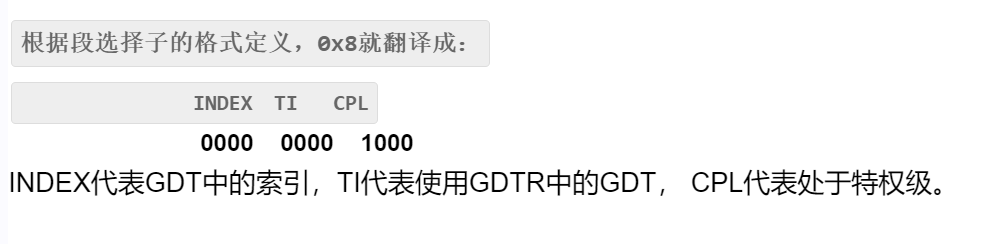 根据段选择子的格式定义，0x8就翻译成：
INDEX TI CPL
0000 0000 1000
INDEX代表GDT中的索引，TI代表使用GDTR中的GDT， CPL代表处于特权级。